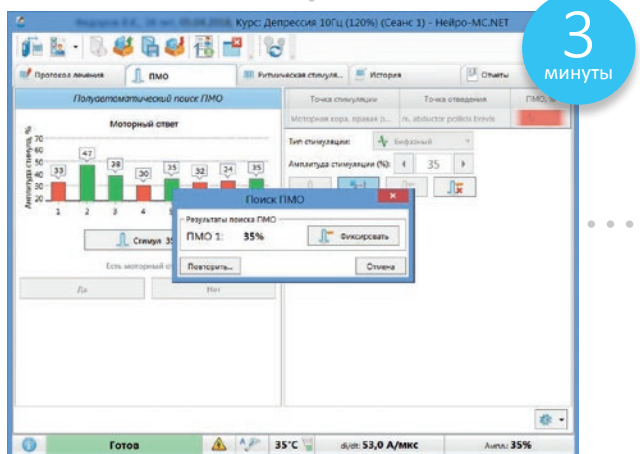 Курс: Депрессия 10Гц (120%) (Сеанс 1) - Нейро-МС.NET
3
минуты
Протокол лечения
ПМО
Ритмическая стимуля...
История
Отчеты
Полуавтоматический поиск ПМО
Моторный ответ
Амплитуда стимула, %
70
60
50
40
30
20
33
47
38
30
35
32
34
35
1 2 3 4
Стимул 35
Есть моторный о
Да
Нет
Точка стимуляции
Точка отведения
ПМО, %
Моторная кора, правая (п...
m. abductor pollicis brevis
Тип стимуляции:
Бифазный
Амплитуда стимуляции (%):
35
Поиск ПМО
Результаты поиска ПМО
ПМО 1: 35%
Фиксировать
Повторить...
Отмена
Готов
35°C
di/dt: 53,0 А/мкс
Ампл: 35%